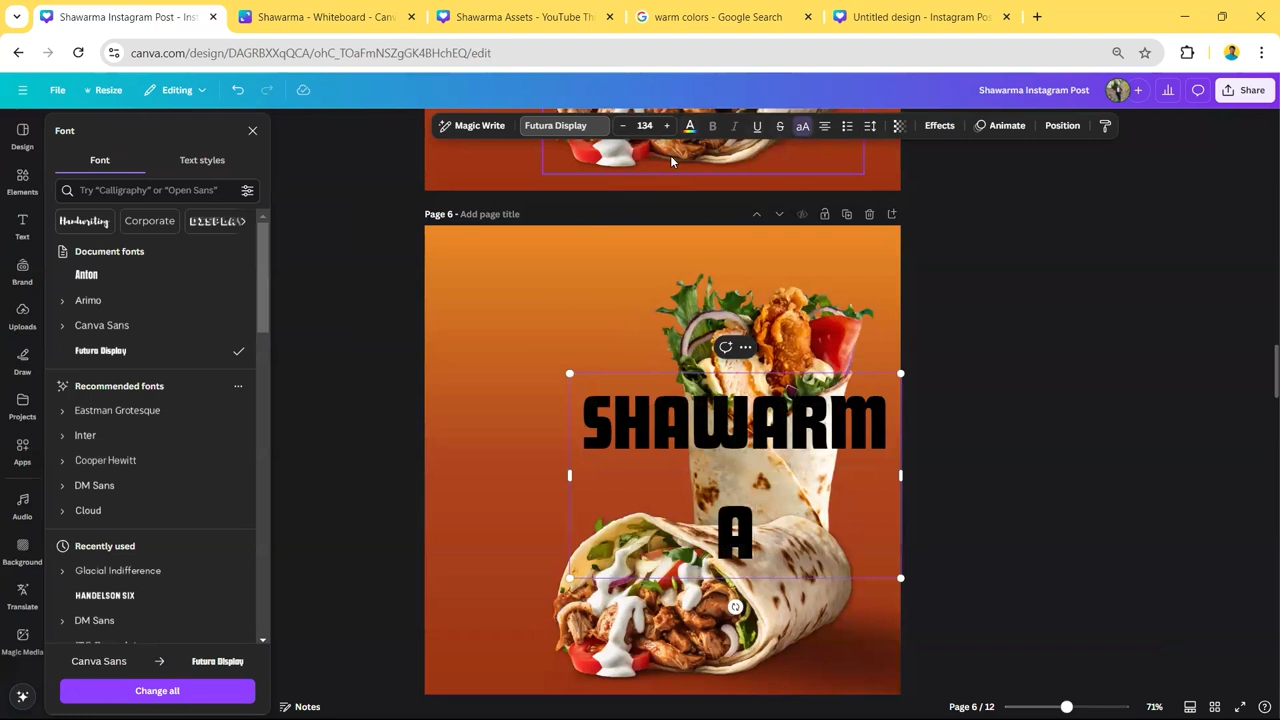 Shawarma Instagram Post - Inst
Shawarma - Whiteboard - Canv
Shawarma Assets - YouTube Th
warm colors - Google Search
Untitled design - Instagram Pos
canva.com/design/DAGRBXXqQCA/ohC_TOaFmNSZgGK4BHchEQ/edit
File
Resize
Editing
Shawarma Instagram Post
Share
Magic Write
Futura Display
134
aA
Effects
Animate
Position
Design
Elements
Text
Brand
Uploads
Draw
Projects
Apps
Audio
Background
Translate
Magic Media
Font
Font
Text styles
Try “Calligraphy” or “Open Sans”
Handwriting
Corporate
DISPLAY
Document fonts
Anton
Arimo
Canva Sans
Futura Display
Recommended fonts
Eastman Grotesque
Inter
Cooper Hewitt
DM Sans
Cloud
Recently used
Glacial Indifference
HANDELSON SIX
DM Sans
Canva Sans
Futura Display
Change all
Page 6 - Add page title
SHAWARM
A
Notes
Page 6 / 12
71%